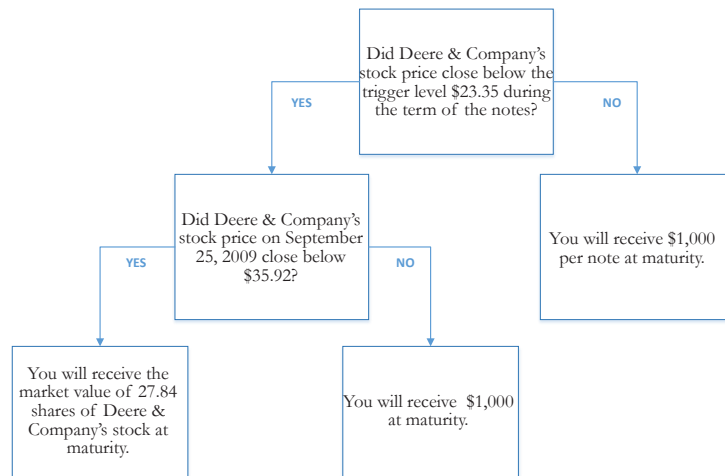 Did Deere & Company's
stock price close below the
trigger level $23.35 during
the term of the notes?
YES
NO
Did Deere & Company's
stock price on September
25, 2009 close below
$35.92?
You will receive $1,000
per note at maturity.
YES
NO
You will receive the
market value of 27.84
shares of Deere &
Company's stock at
maturity.
You will receive $1,000
at maturity.